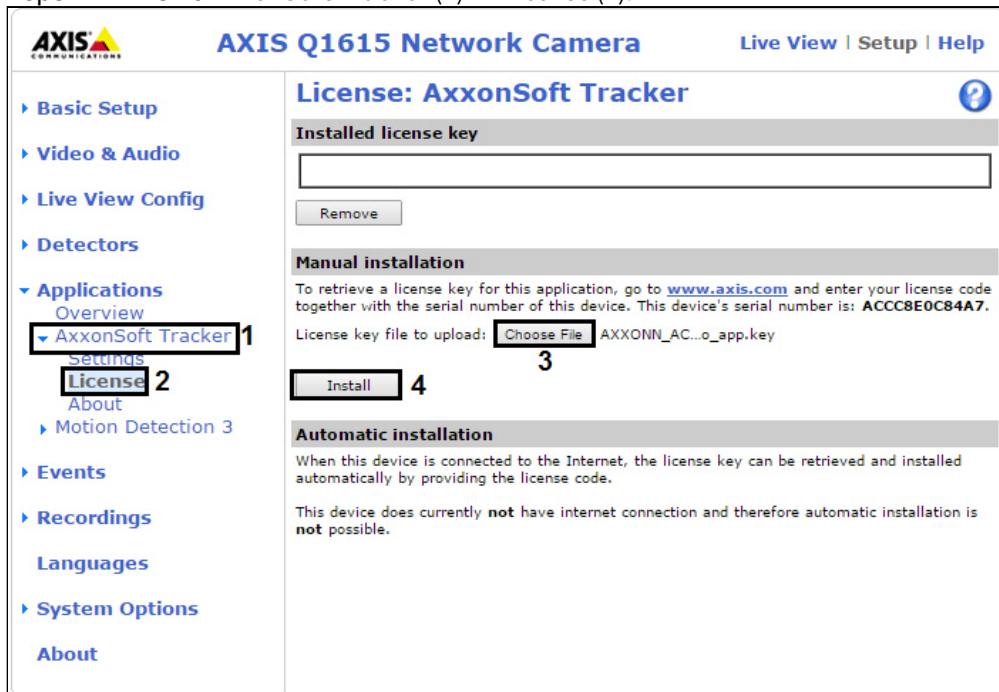 AXIS
COMMUNICATIONS
AXIS Q1615 Network Camera
Live View | Setup | Help
Basic Setup
Video & Audio
Live View Config
Detectors
Applications
Overview
AxxonSoft Tracker 1
Settings
License 2
About
Motion Detection 3
Events
Recordings
Languages
System Options
About
License: AxxonSoft Tracker
?
Installed license key
Remove
Manual installation
To retrieve a license key for this application, go to www.axis.com and enter your license code
together with the serial number of this device. This device's serial number is: ACCC8E0C84A7.
License key file to upload: Choose File AXXONN_AC...o_app.key
3
Install 4
Automatic installation
When this device is connected to the Internet, the license key can be retrieved and installed
automatically by providing the license code.
This device does currently not have internet connection and therefore automatic installation is
not possible.